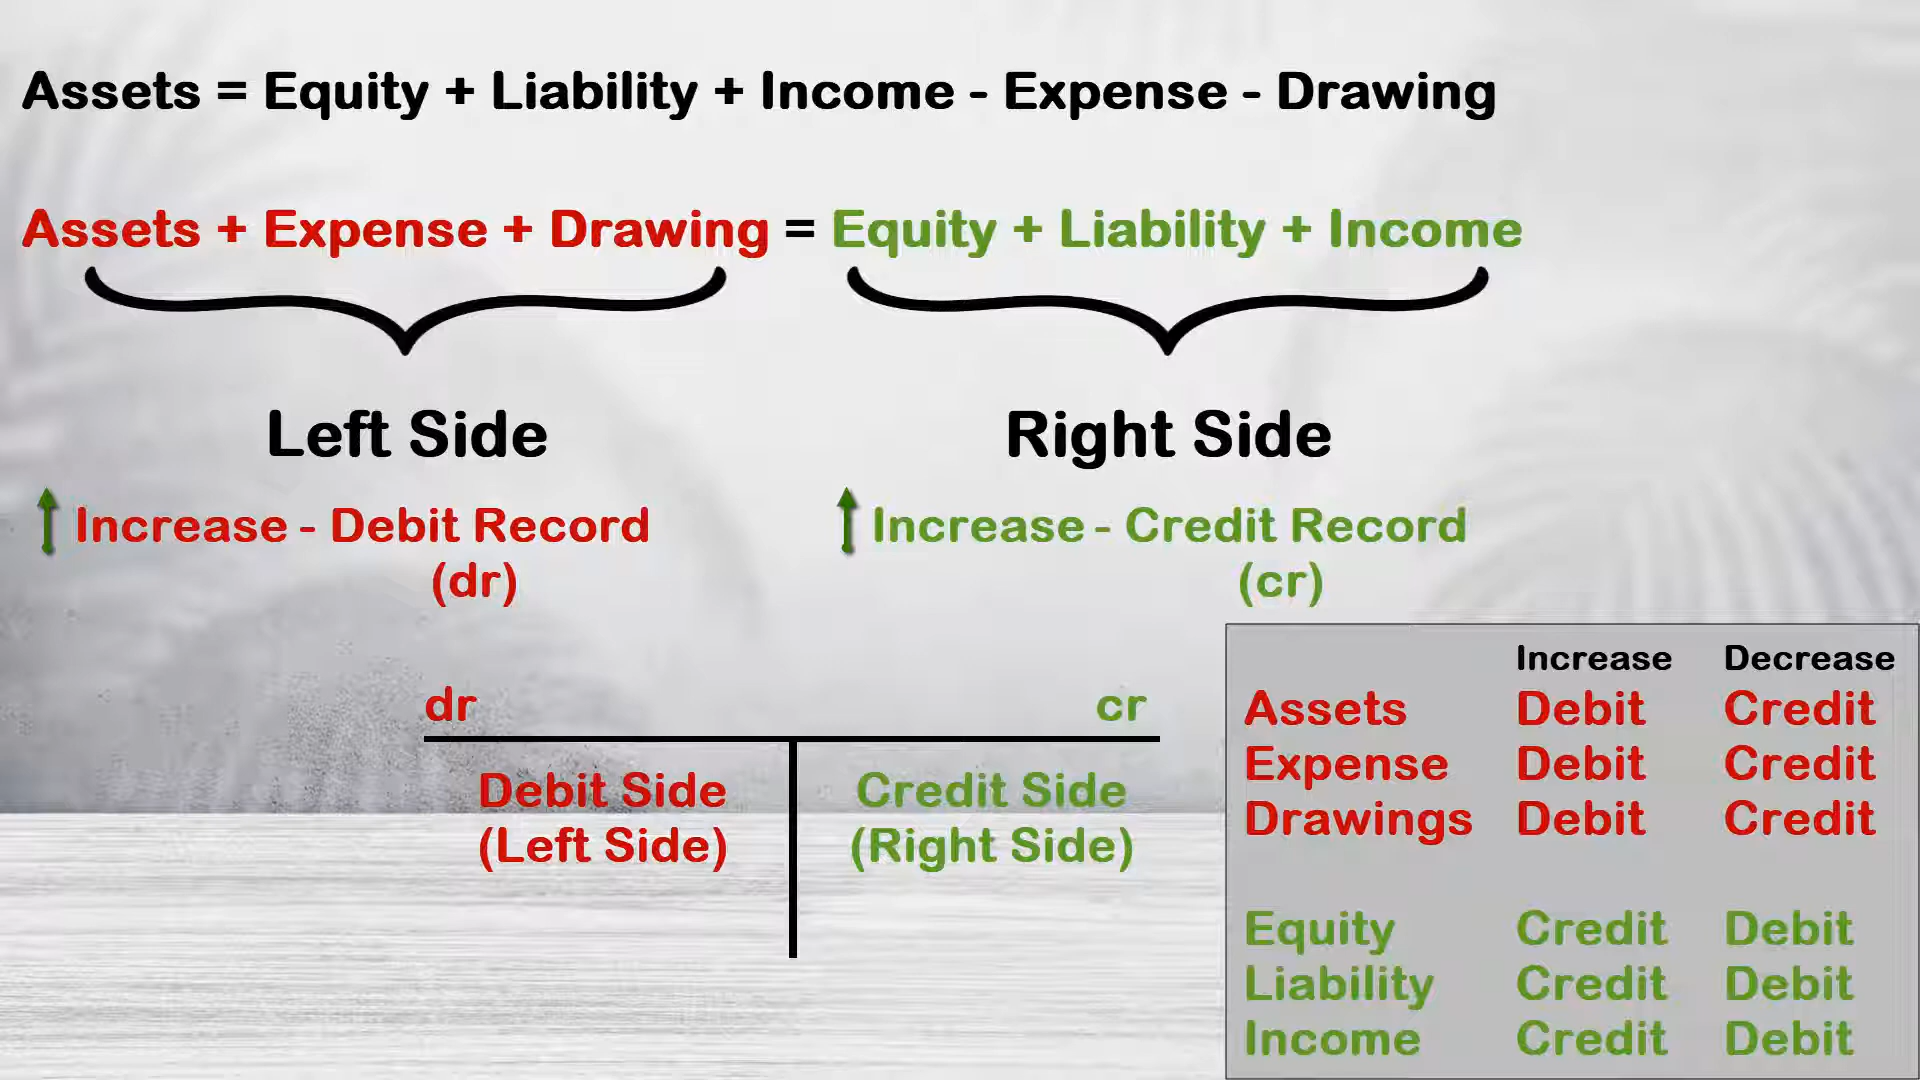 Assets = Equity + Liability + Income - Expense - Drawing
Assets + Expense + Drawing = Equity + Liability + Income
Left Side
Right Side
Increase - Debit Record
(dr)
Increase - Credit Record
(cr)
dr cr
Debit Side
(Left Side)
Credit Side
(Right Side)
Increase Decrease
Assets Debit Credit
Expense Debit Credit
Drawings Debit Credit
Equity Credit Debit
Liability Credit Debit
Income Credit Debit